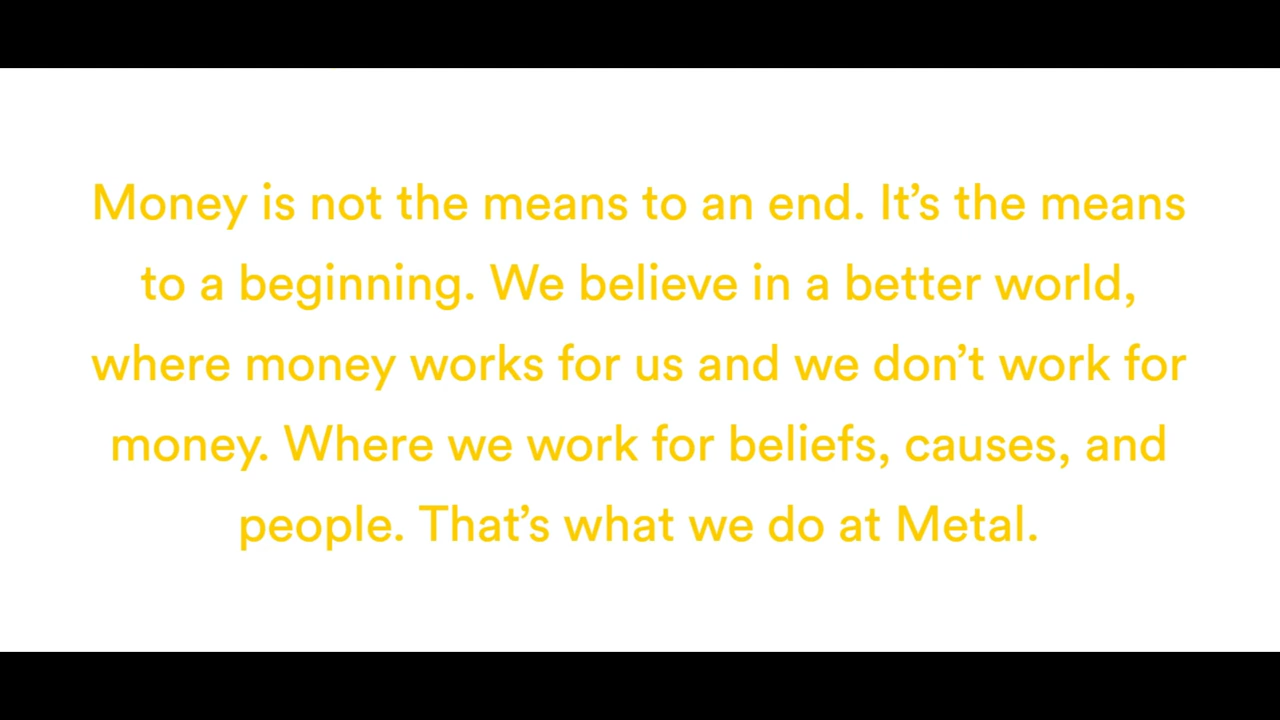 Money is not the means to an end. It’s the means
to a beginning. We believe in a better world,
where money works for us and we don’t work for
money. Where we work for beliefs, causes, and
people. That’s what we do at Metal.